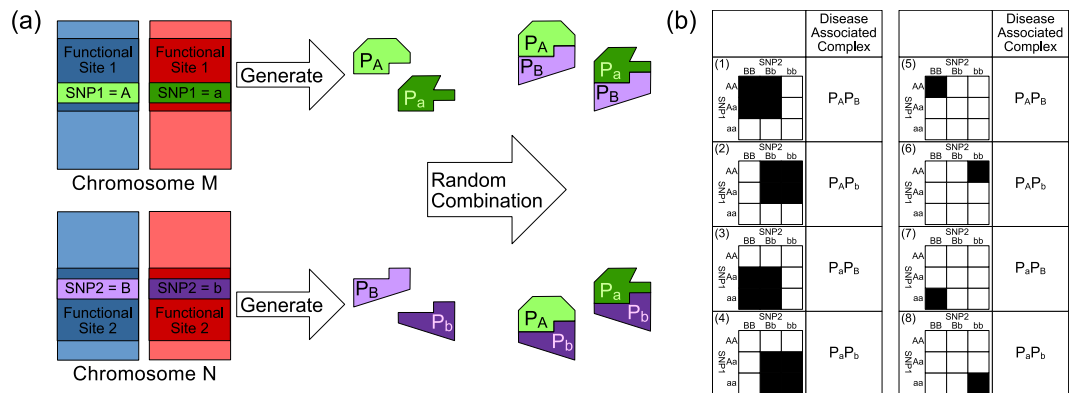 (a)
Functional
Site 1
SNP1 = A
Functional
Site 1
SNP1 = a
Chromosome M
Generate
PA
Pa
PA
PB
Pa
PB
Random
Combination
SNP2 = B
Functional
Site 2
SNP2 = b
Functional
Site 2
Chromosome N
Generate
PB
Pb
PA
Pb
Pa
Pb
(b)
Disease
Associated
Complex
(1)
SNP2
BB Bb bb
SNP1
AA
Aa
aa
PAPB
(2)
SNP2
BB Bb bb
SNP1
AA
Aa
aa
PAPb
(3)
SNP2
BB Bb bb
SNP1
AA
Aa
aa
PaPB
(4)
SNP2
BB Bb bb
SNP1
AA
Aa
aa
PaPb
Disease
Associated
Complex
(5)
SNP2
BB Bb bb
SNP1
AA
Aa
aa
PAPB
(6)
SNP2
BB Bb bb
SNP1
AA
Aa
aa
PAPb
(7)
SNP2
BB Bb bb
SNP1
AA
Aa
aa
PaPB
(8)
SNP2
BB Bb bb
SNP1
AA
Aa
aa
PaPb